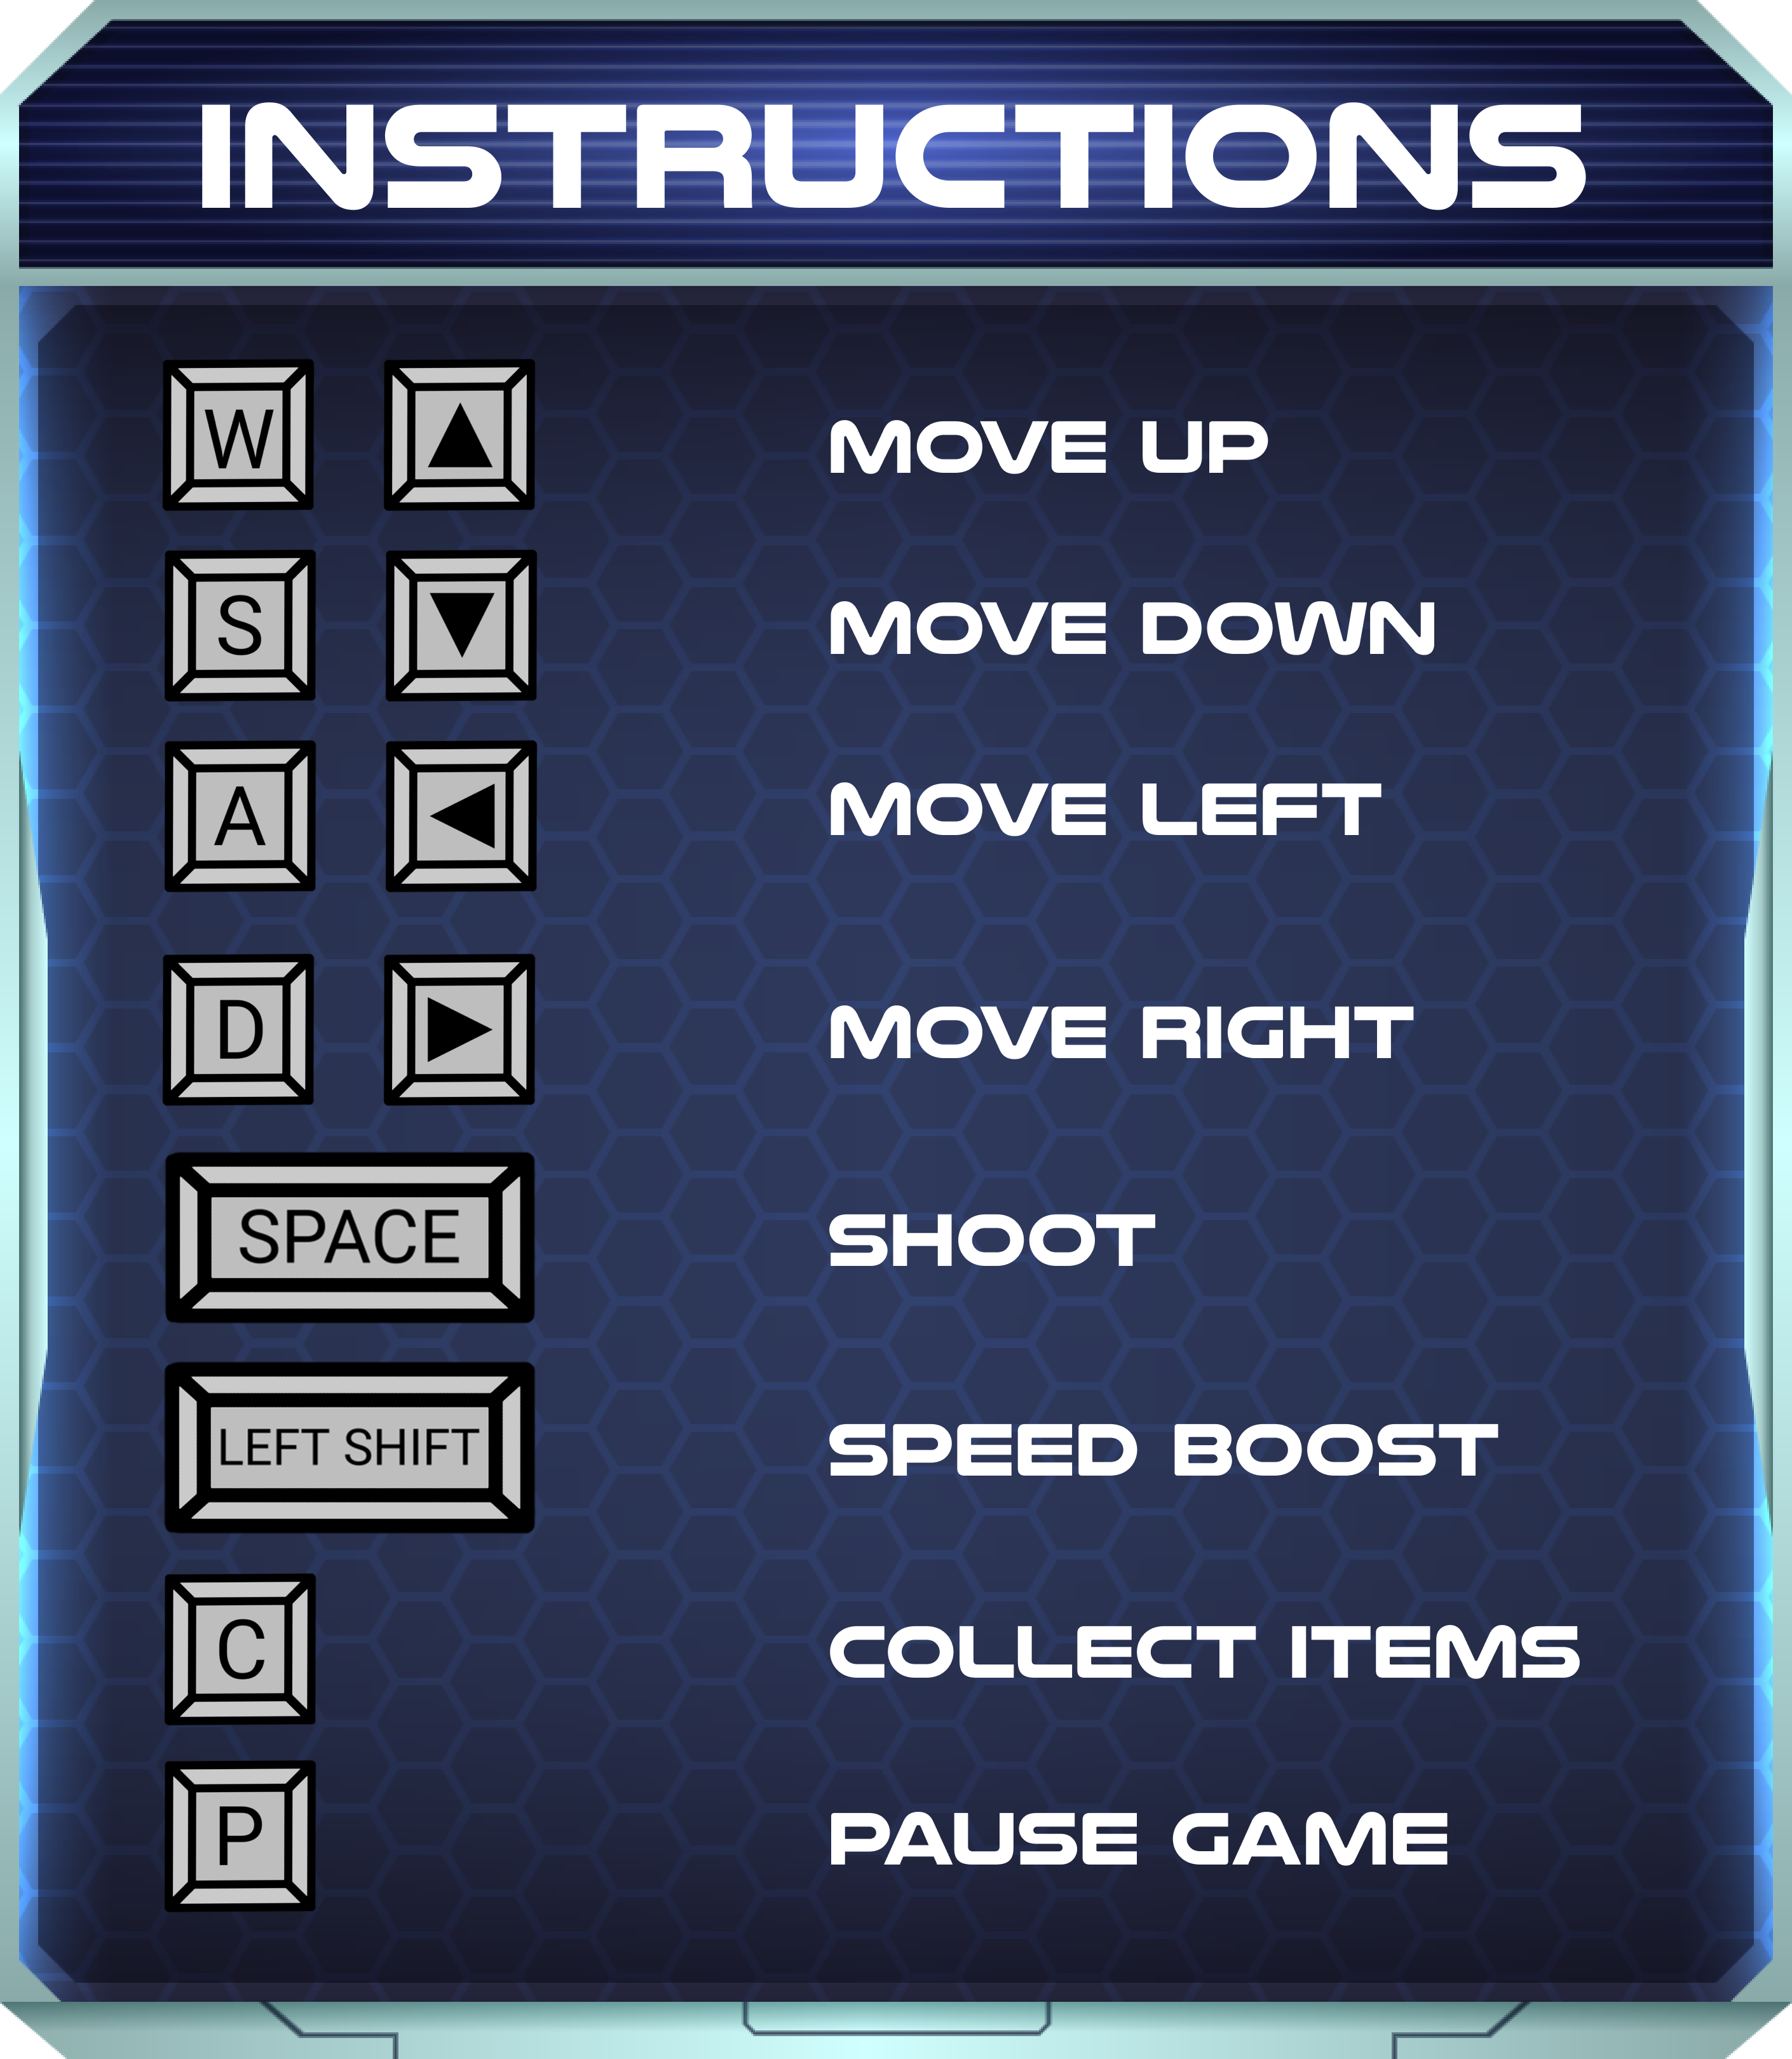 INSTRUCTIONS
W ▲ MOVE UP
S ▼ MOVE DOWN
A ◀ MOVE LEFT
D ▶ MOVE RIGHT
SPACE SHOOT
LEFT SHIFT SPEED BOOST
C COLLECT ITEMS
P PAUSE GAME